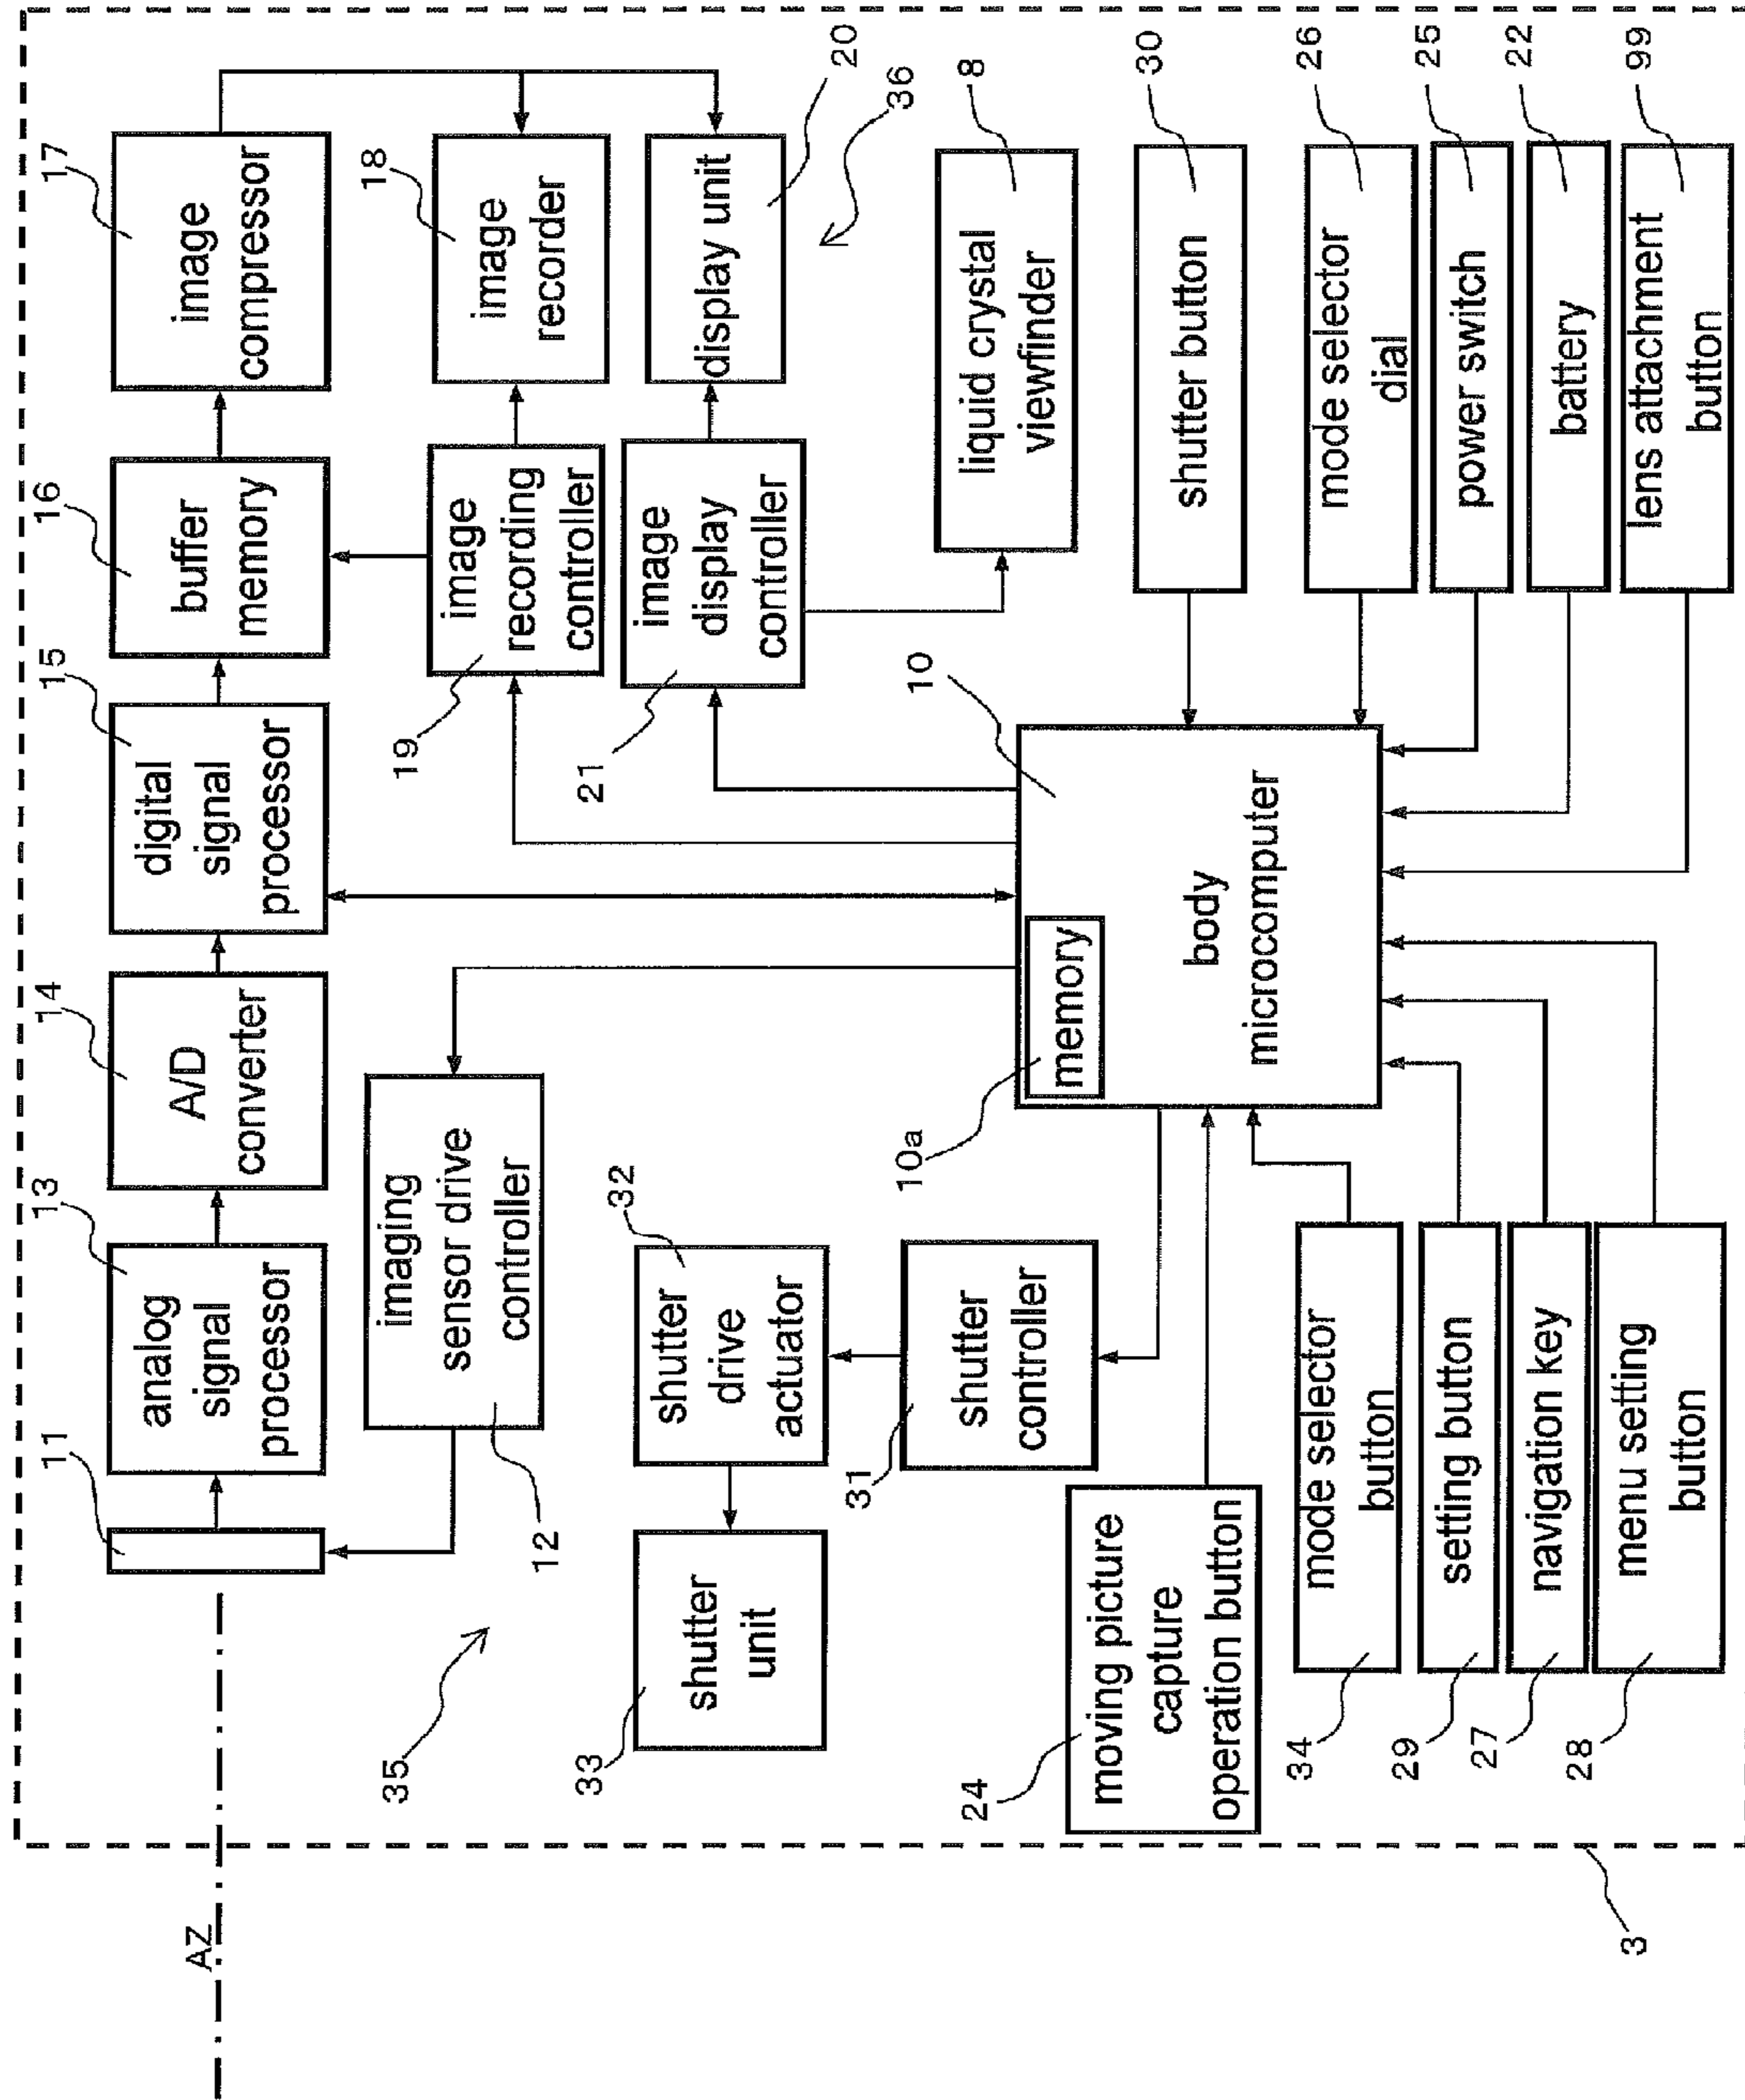 17
image
compressor
16
buffer
memory
15
digital
signal
processor
14
A/D
converter
13
analog
signal
processor
11
AZ
18
image
recorder
19
image
recording
controller
12
imaging
sensor drive
controller
35
20
display unit
36
21
image
display
controller
32
shutter
drive
actuator
33
shutter
unit
8
liquid crystal
viewfinder
31
shutter
controller
10
body
microcomputer
10a
memory
24
moving picture
capture
operation button
30
shutter button
26
mode selector
dial
25
power switch
22
battery
99
lens attachment
button
34
mode selector
button
29
setting button
27
navigation key
28
menu setting
button
3